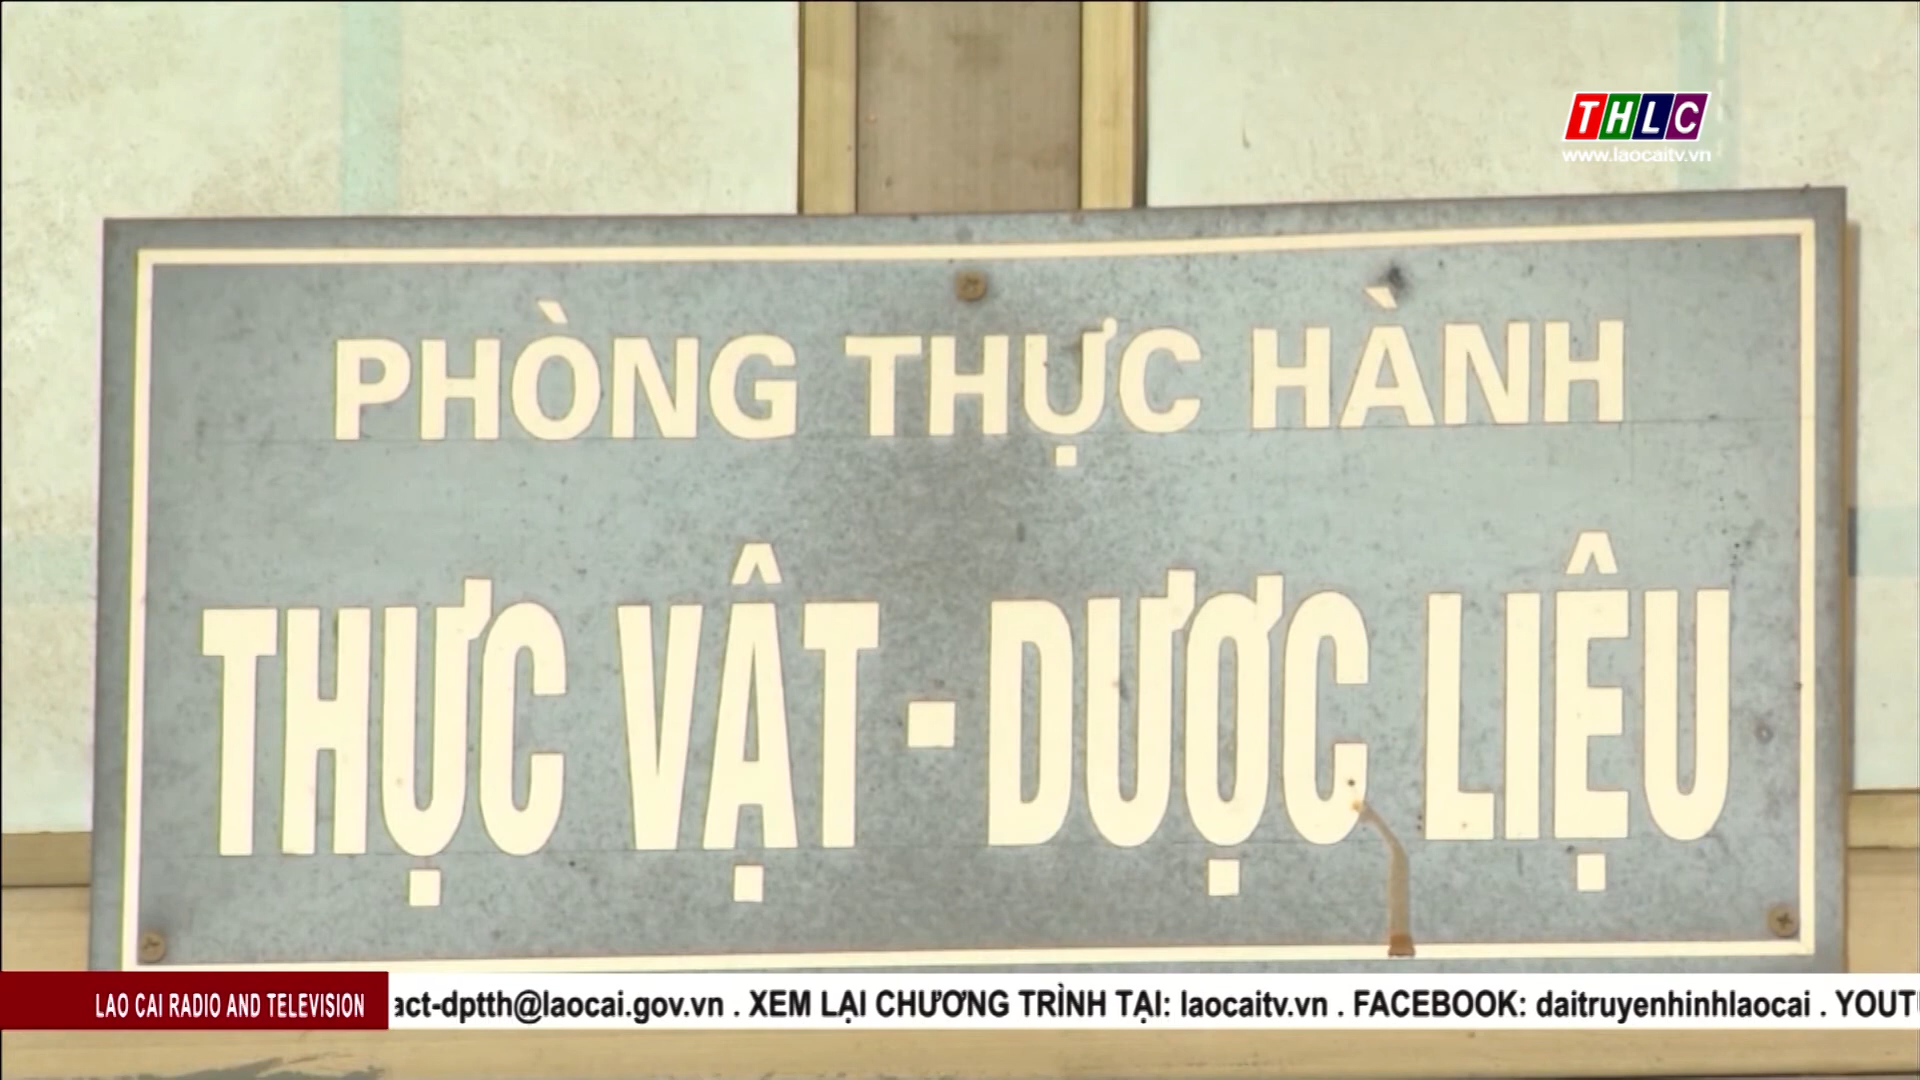 THLC
www.laocaitv.vn
PHÒNG THỰC HÀNH
THỰC VẬT - DƯỢC LIỆU
LAO CAI RADIO AND TELEVISION
act-dptth@laocai.gov.vn . XEM LẠI CHƯƠNG TRÌNH TẠI: laocaitv.vn . FACEBOOK: daitruyenhinhlaocai .